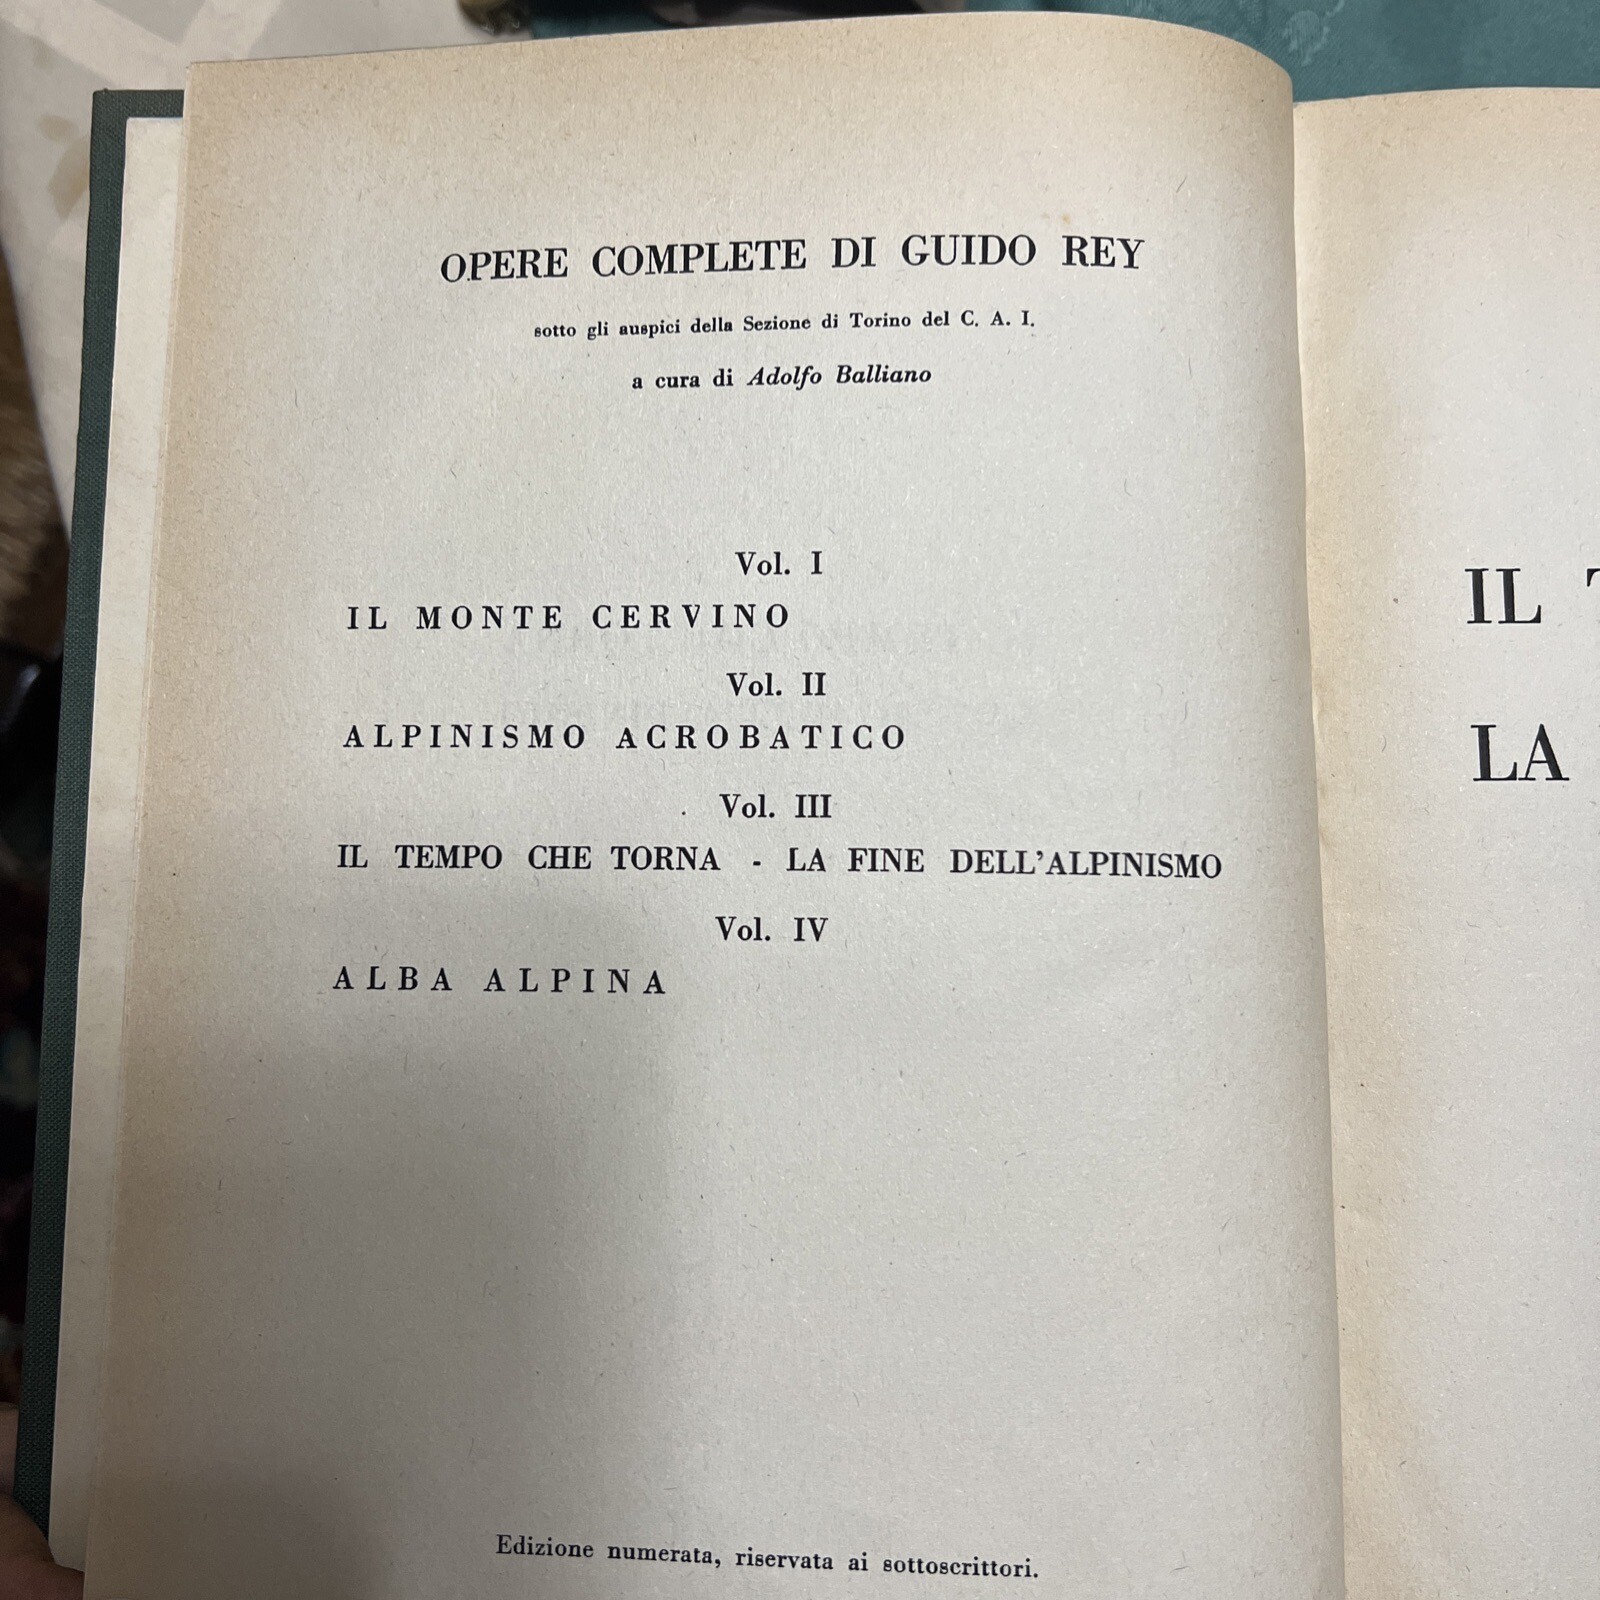 OPERE COMPLETE DI GUIDO REY
sotto gli auspici della Sezione di Torino del C. A. I.
a cura di Adolfo Balliano
Vol. I
IL MONTE CERVINO
Vol. II
ALPINISMO ACROBATICO
Vol. III
IL TEMPO CHE TORNA - LA FINE DELL'ALPINISMO
Vol. IV
ALBA ALPINA
Edizione numerata, riservata ai sottoscrittori.
IL
LA